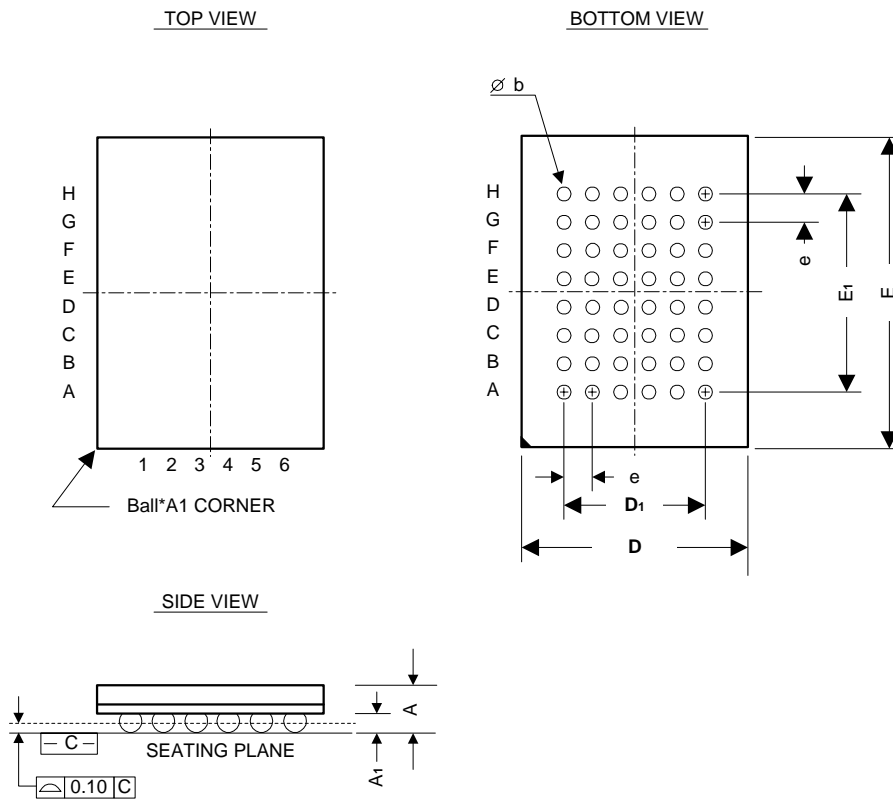 TOP VIEW
H
G
F
E
D
C
B
A
1 2 3 4 5 6
Ball*A1 CORNER
BOTTOM VIEW
Ø b
H
G
F
E
D
C
B
A
e
E1
E
e
D1
D
SIDE VIEW
A
A1
– C –
SEATING PLANE
⌓ 0.10 C